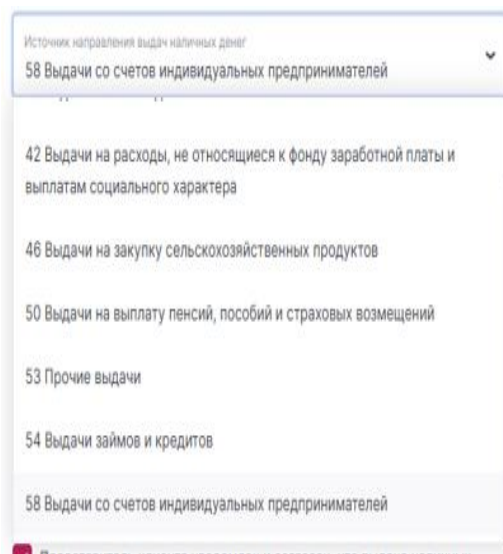 Источник направления выдач наличных денег
58 Выдачи со счетов индивидуальных предпринимателей
42 Выдачи на расходы, не относящиеся к фонду заработной платы и
выплатам социального характера
46 Выдачи на закупку сельскохозяйственных продуктов
50 Выдачи на выплату пенсий, пособий и страховых возмещений
53 Прочие выдачи
54 Выдачи займов и кредитов
58 Выдачи со счетов индивидуальных предпринимателей